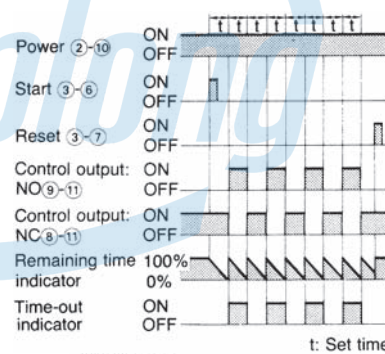 t t t t t t t t
Power ②-⑩ ON
OFF
Start ③-⑥ ON
OFF
Reset ③-⑦ ON
OFF
Control output: ON
NO⑨-⑪ OFF
Control output: ON
NC⑧-⑪ OFF
Remaining time 100%
indicator 0%
Time-out ON
indicator OFF
t: Set time